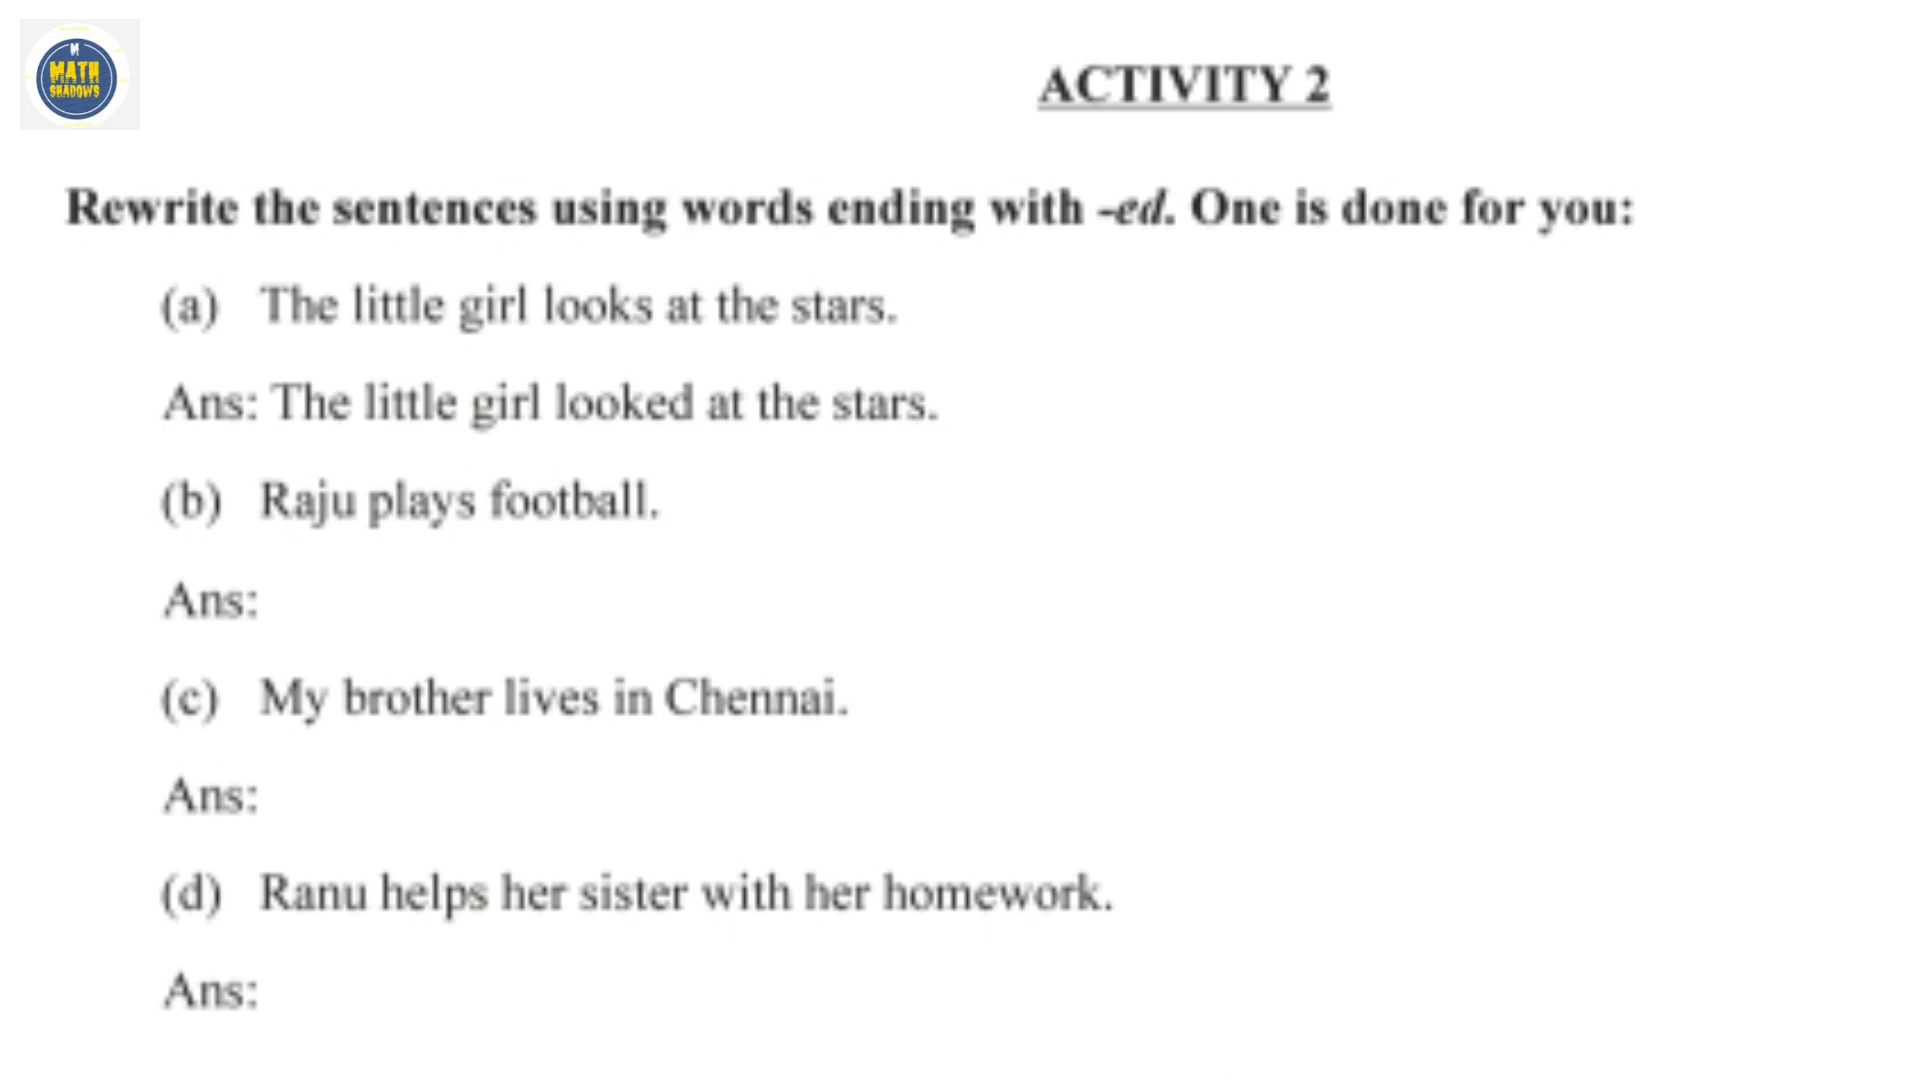 M
MATH
SHADOWS
ACTIVITY 2
Rewrite the sentences using words ending with -ed. One is done for you:
(a) The little girl looks at the stars.
Ans: The little girl looked at the stars.
(b) Raju plays football.
Ans:
(c) My brother lives in Chennai.
Ans:
(d) Ranu helps her sister with her homework.
Ans: